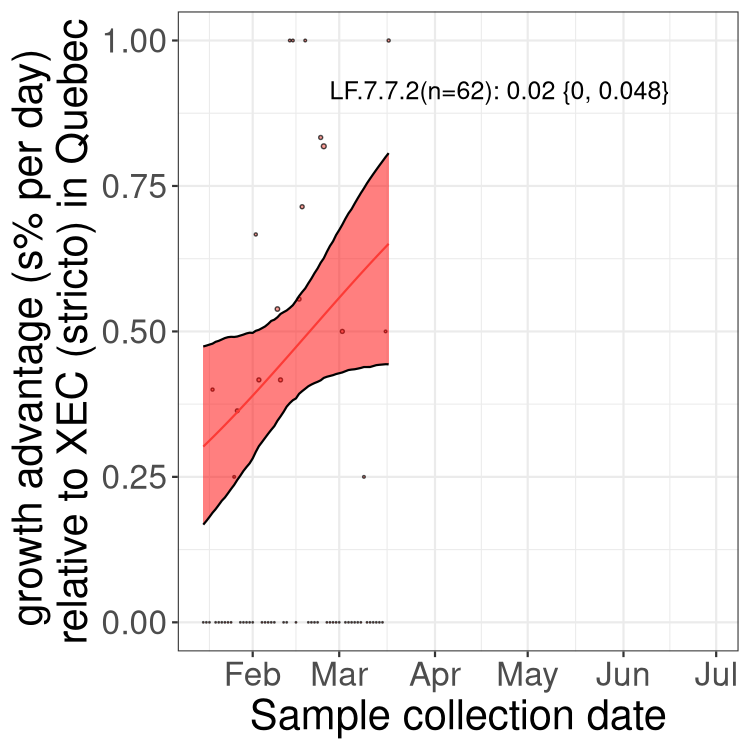 growth advantage (s% per day)
relative to XEC (stricto) in Quebec
1.00
0.75
0.50
0.25
0.00
LF.7.7.2(n=62): 0.02 {0, 0.048}
Feb Mar Apr May Jun Jul
Sample collection date